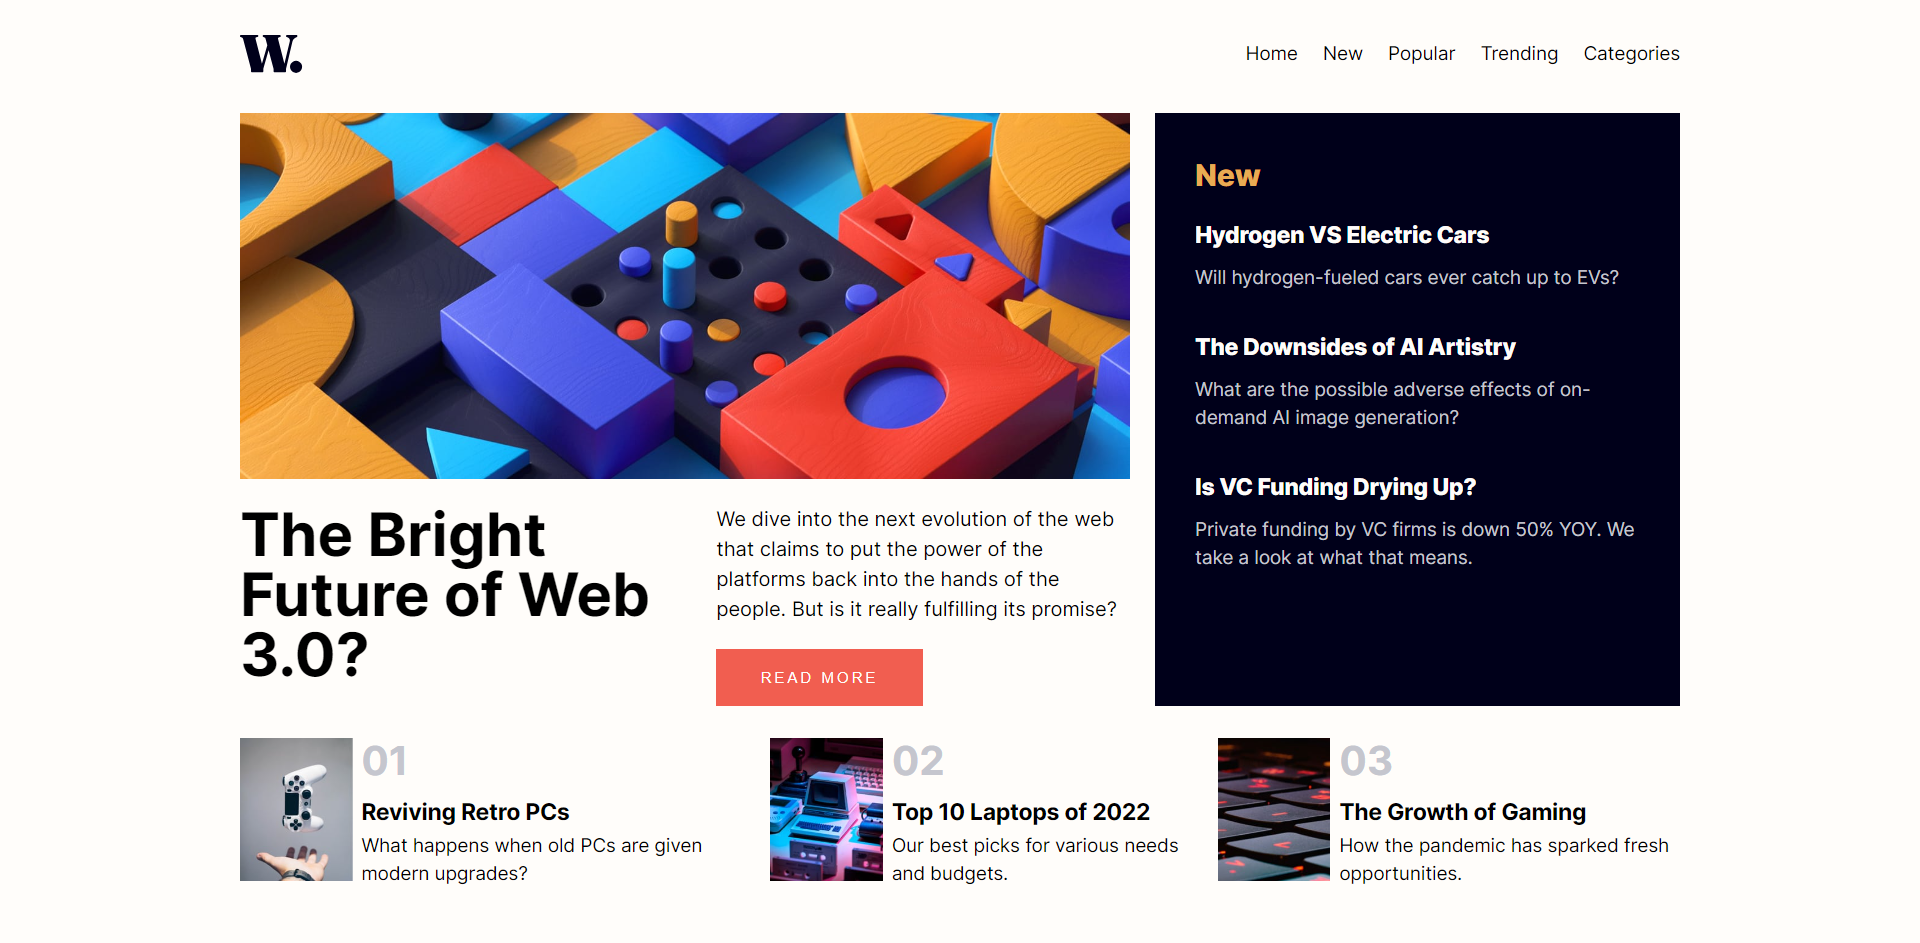 W.
Home New Popular Trending Categories
The Bright
Future of Web
3.0?
We dive into the next evolution of the web
that claims to put the power of the
platforms back into the hands of the
people. But is it really fulfilling its promise?
READ MORE
New
Hydrogen VS Electric Cars
Will hydrogen-fueled cars ever catch up to EVs?
The Downsides of AI Artistry
What are the possible adverse effects of on-
demand AI image generation?
Is VC Funding Drying Up?
Private funding by VC firms is down 50% YOY. We
take a look at what that means.
01
Reviving Retro PCs
What happens when old PCs are given
modern upgrades?
02
Top 10 Laptops of 2022
Our best picks for various needs
and budgets.
03
The Growth of Gaming
How the pandemic has sparked fresh
opportunities.